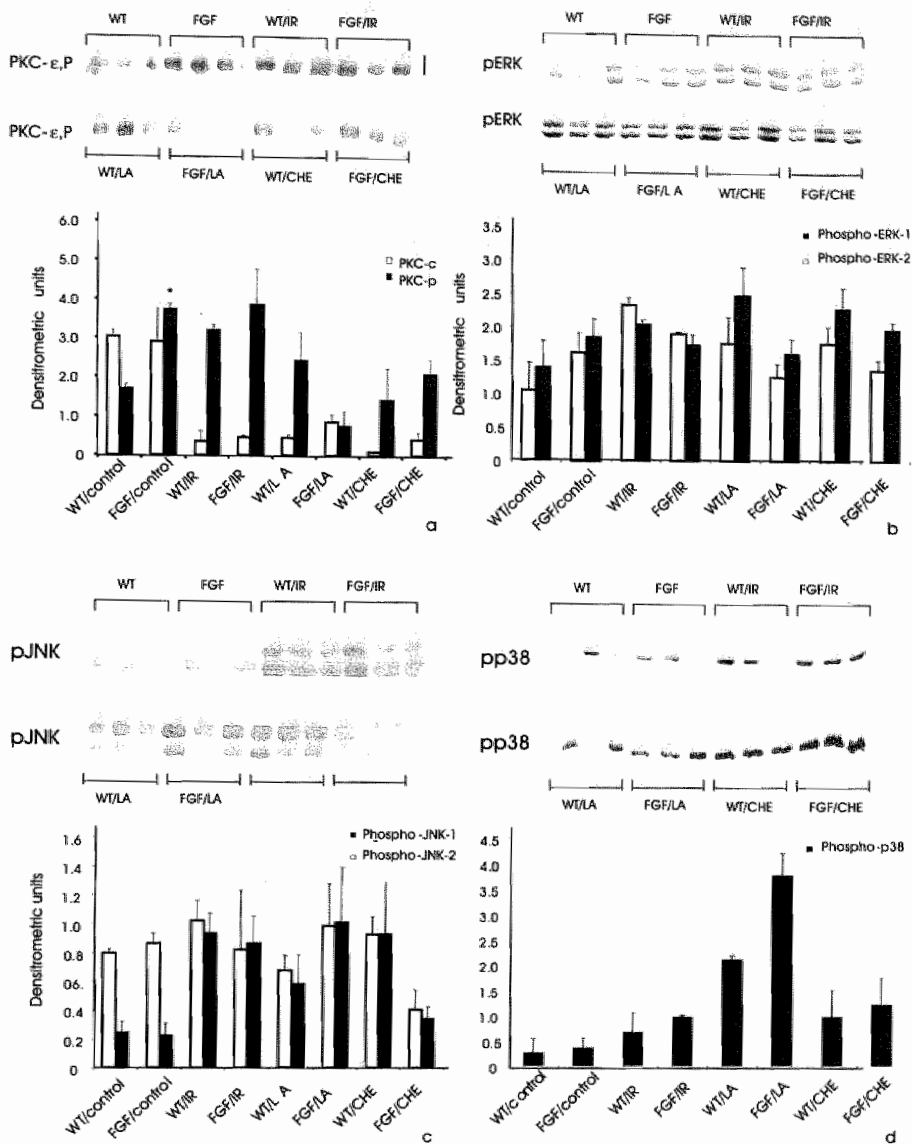 WT FGF WT/IR FGF/IR
PKC-ε,P
PKC-ε,P
WT/LA FGF/LA WT/CHE FGF/CHE
Densitrometric units
6.0
5.0
4.0
3.0
2.0
1.0
0
*
PKC-c
PKC-p
WT/control FGF/control WT/IR FGF/IR WT/L A FGF/LA WT/CHE FGF/CHE
a
WT FGF WT/IR FGF/IR
pERK
pERK
WT/LA FGF/L A WT/CHE FGF/CHE
Densitrometric units
3.5
3.0
2.5
2.0
1.5
1.0
0.5
0
Phospho-ERK-1
Phospho-ERK-2
WT/control FGF/control WT/IR FGF/IR WT/LA FGF/LA WT/CHE FGF/CHE
b
WT FGF WT/IR FGF/IR
pJNK
pJNK
WT/LA FGF/LA
Densitrometric units
1.6
1.4
1.2
1.0
0.8
0.6.
0.4
0.2
0
Phospho-JNK-1
Phospho-JNK-2
WT/control FGF/control WT/IR FGF/IR WT/L A FGF/LA WT/CHE FGF/CHE
c
WT FGF WT/IR FGF/IR
pp38
pp38
WT/LA FGF/LA WT/CHE FGF/CHE
4.5
4.0
3.5
3.0
2.5
2.0
1.5
1.0
0.5
0
Phospho-p38
WT/control FGF/control WT/IR FGF/IR WT/LA FGF/LA WT/CHE FGF/CHE
d